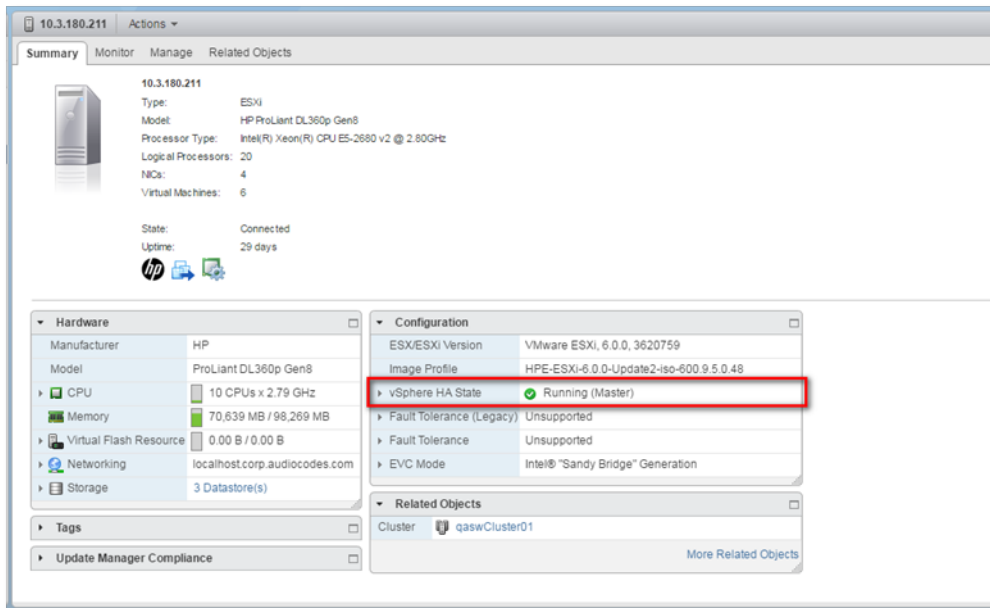 10.3.180.211 Actions
Summary Monitor Manage Related Objects
10.3.180.211
Type: ESXi
Model: HP ProLiant DL360p Gen8
Processor Type: Intel(R) Xeon(R) CPU E5-2680 v2 @ 2.80GHz
Logical Processors: 20
NICs: 4
Virtual Machines: 6
State: Connected
Uptime: 29 days
hp
Hardware
Manufacturer HP
Model ProLiant DL360p Gen8
CPU 10 CPUs x 2.79 GHz
Memory 70,639 MB / 98,269 MB
Virtual Flash Resource 0.00 B / 0.00 B
Networking localhost.corp.audiocodes.com
Storage 3 Datastore(s)
Tags
Update Manager Compliance
Configuration
ESX/ESXi Version VMware ESXi, 6.0.0, 3620759
Image Profile HPE-ESXi-6.0.0-Update2-iso-600.9.5.0.48
vSphere HA State Running (Master)
Fault Tolerance (Legacy) Unsupported
Fault Tolerance Unsupported
EVC Mode Intel® "Sandy Bridge" Generation
Related Objects
Cluster qaswCluster01
More Related Objects